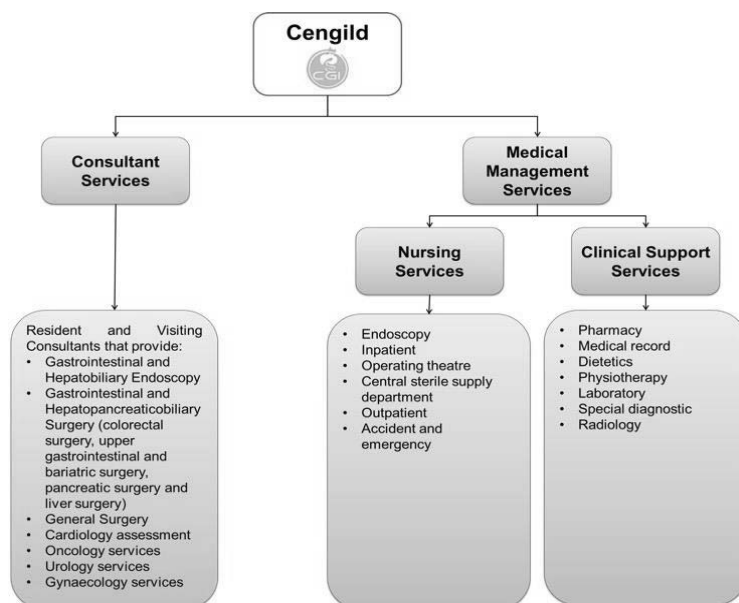 Cengild
CGI
Consultant
Services
Medical
Management
Services
Nursing
Services
Clinical Support
Services
Resident and Visiting
Consultants that provide:
• Gastrointestinal and
Hepatobiliary Endoscopy
• Gastrointestinal and
Hepatopancreaticobiliary
Surgery (colorectal
surgery, upper
gastrointestinal and
bariatric surgery,
pancreatic surgery and
liver surgery)
• General Surgery
• Cardiology assessment
• Oncology services
• Urology services
• Gynaecology services
• Endoscopy
• Inpatient
• Operating theatre
• Central sterile supply
department
• Outpatient
• Accident and
emergency
• Pharmacy
• Medical record
• Dietetics
• Physiotherapy
• Laboratory
• Special diagnostic
• Radiology